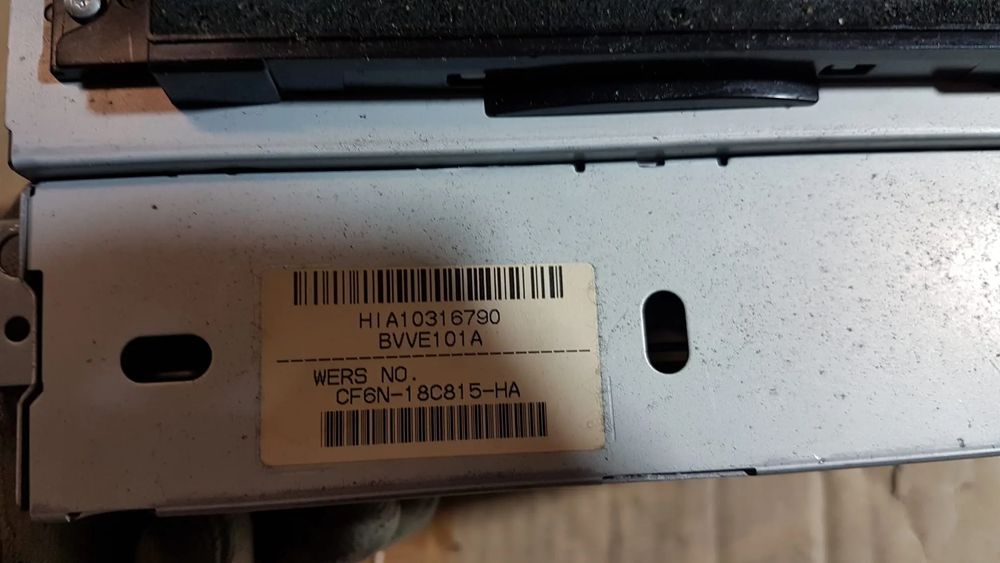 HIA10316790
BVVE101A
WERS NO.
CF6N-18C815-HA